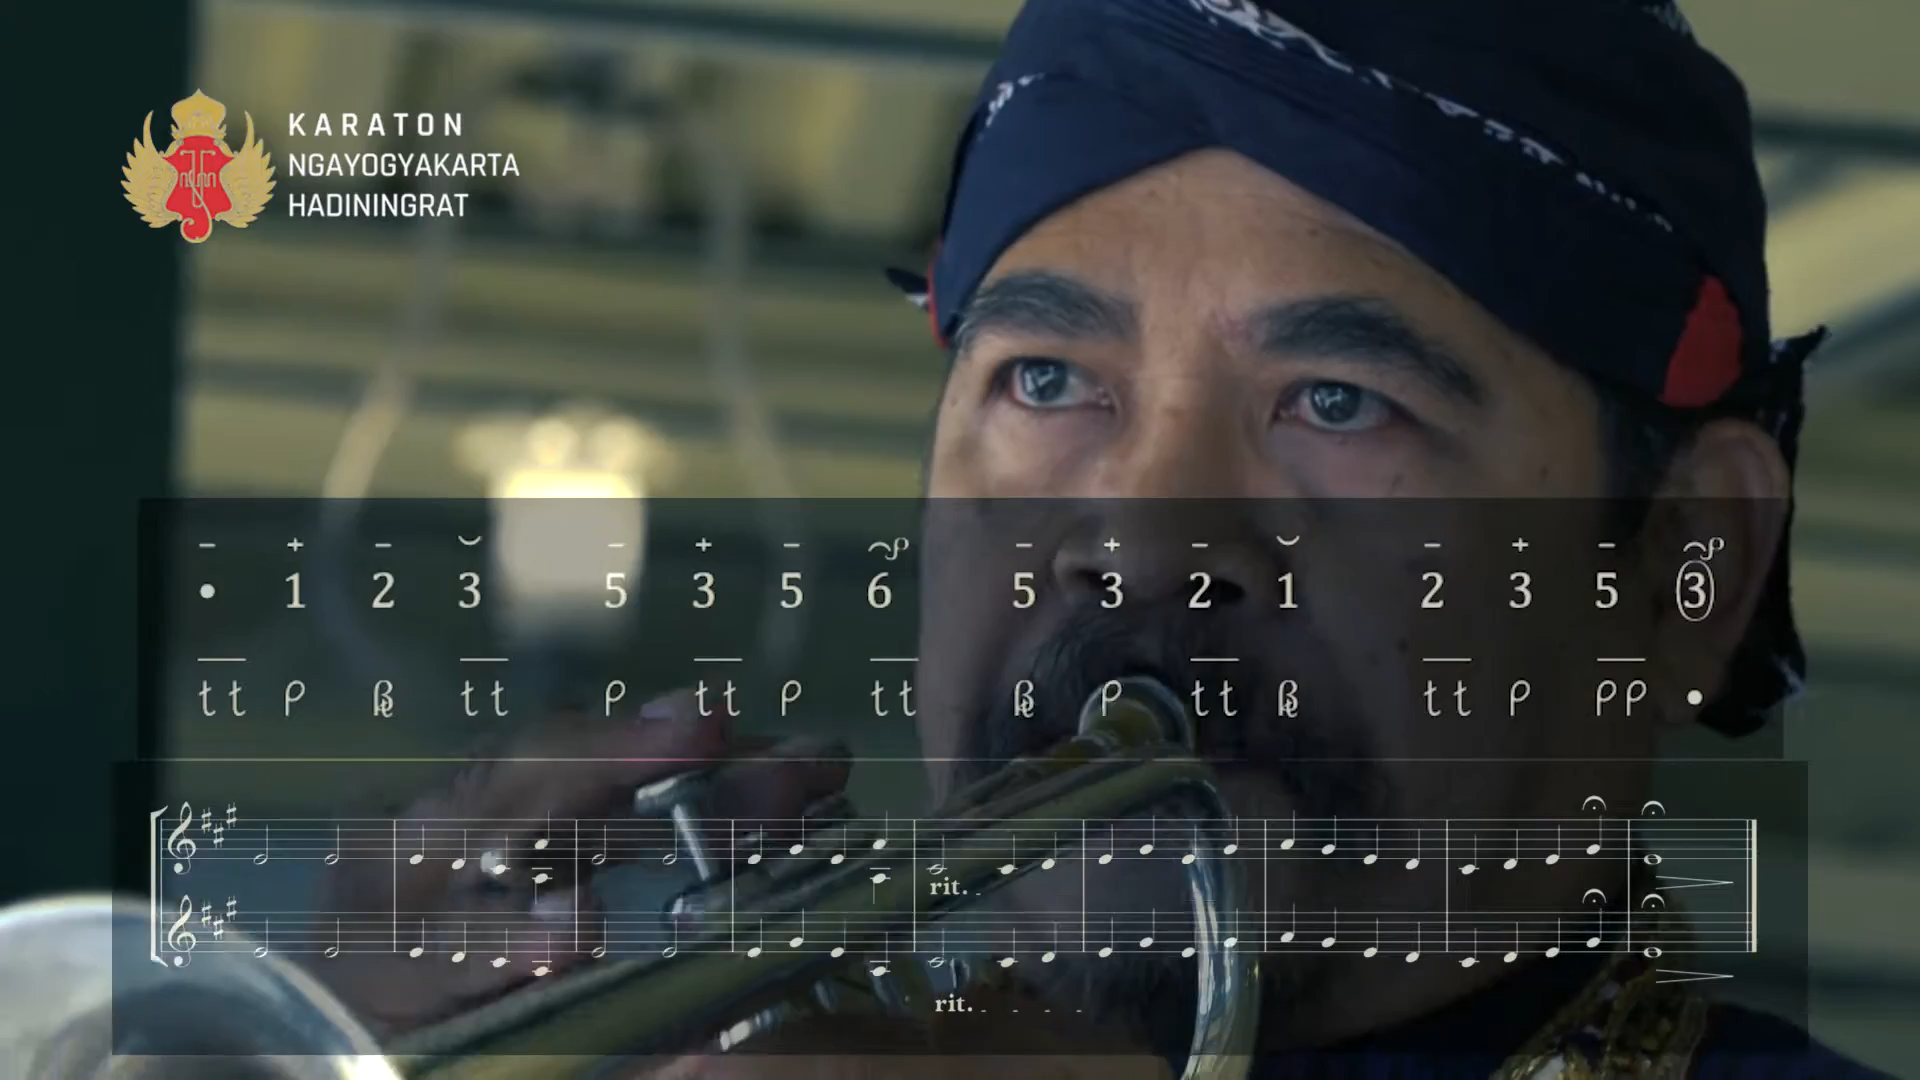 KARATON
NGAYOGYAKARTA
HADININGRAT
- + - ⌣ - + - ⌢ρ - + - ⌣ - + - ⌢ρ
• 1 2 3 5 3 5 6 5 3 2 1 2 3 5 ③
t t ρ t t ρ t t ρ t t ρ t t t t ρ ρ ρ •
rit.
rit.